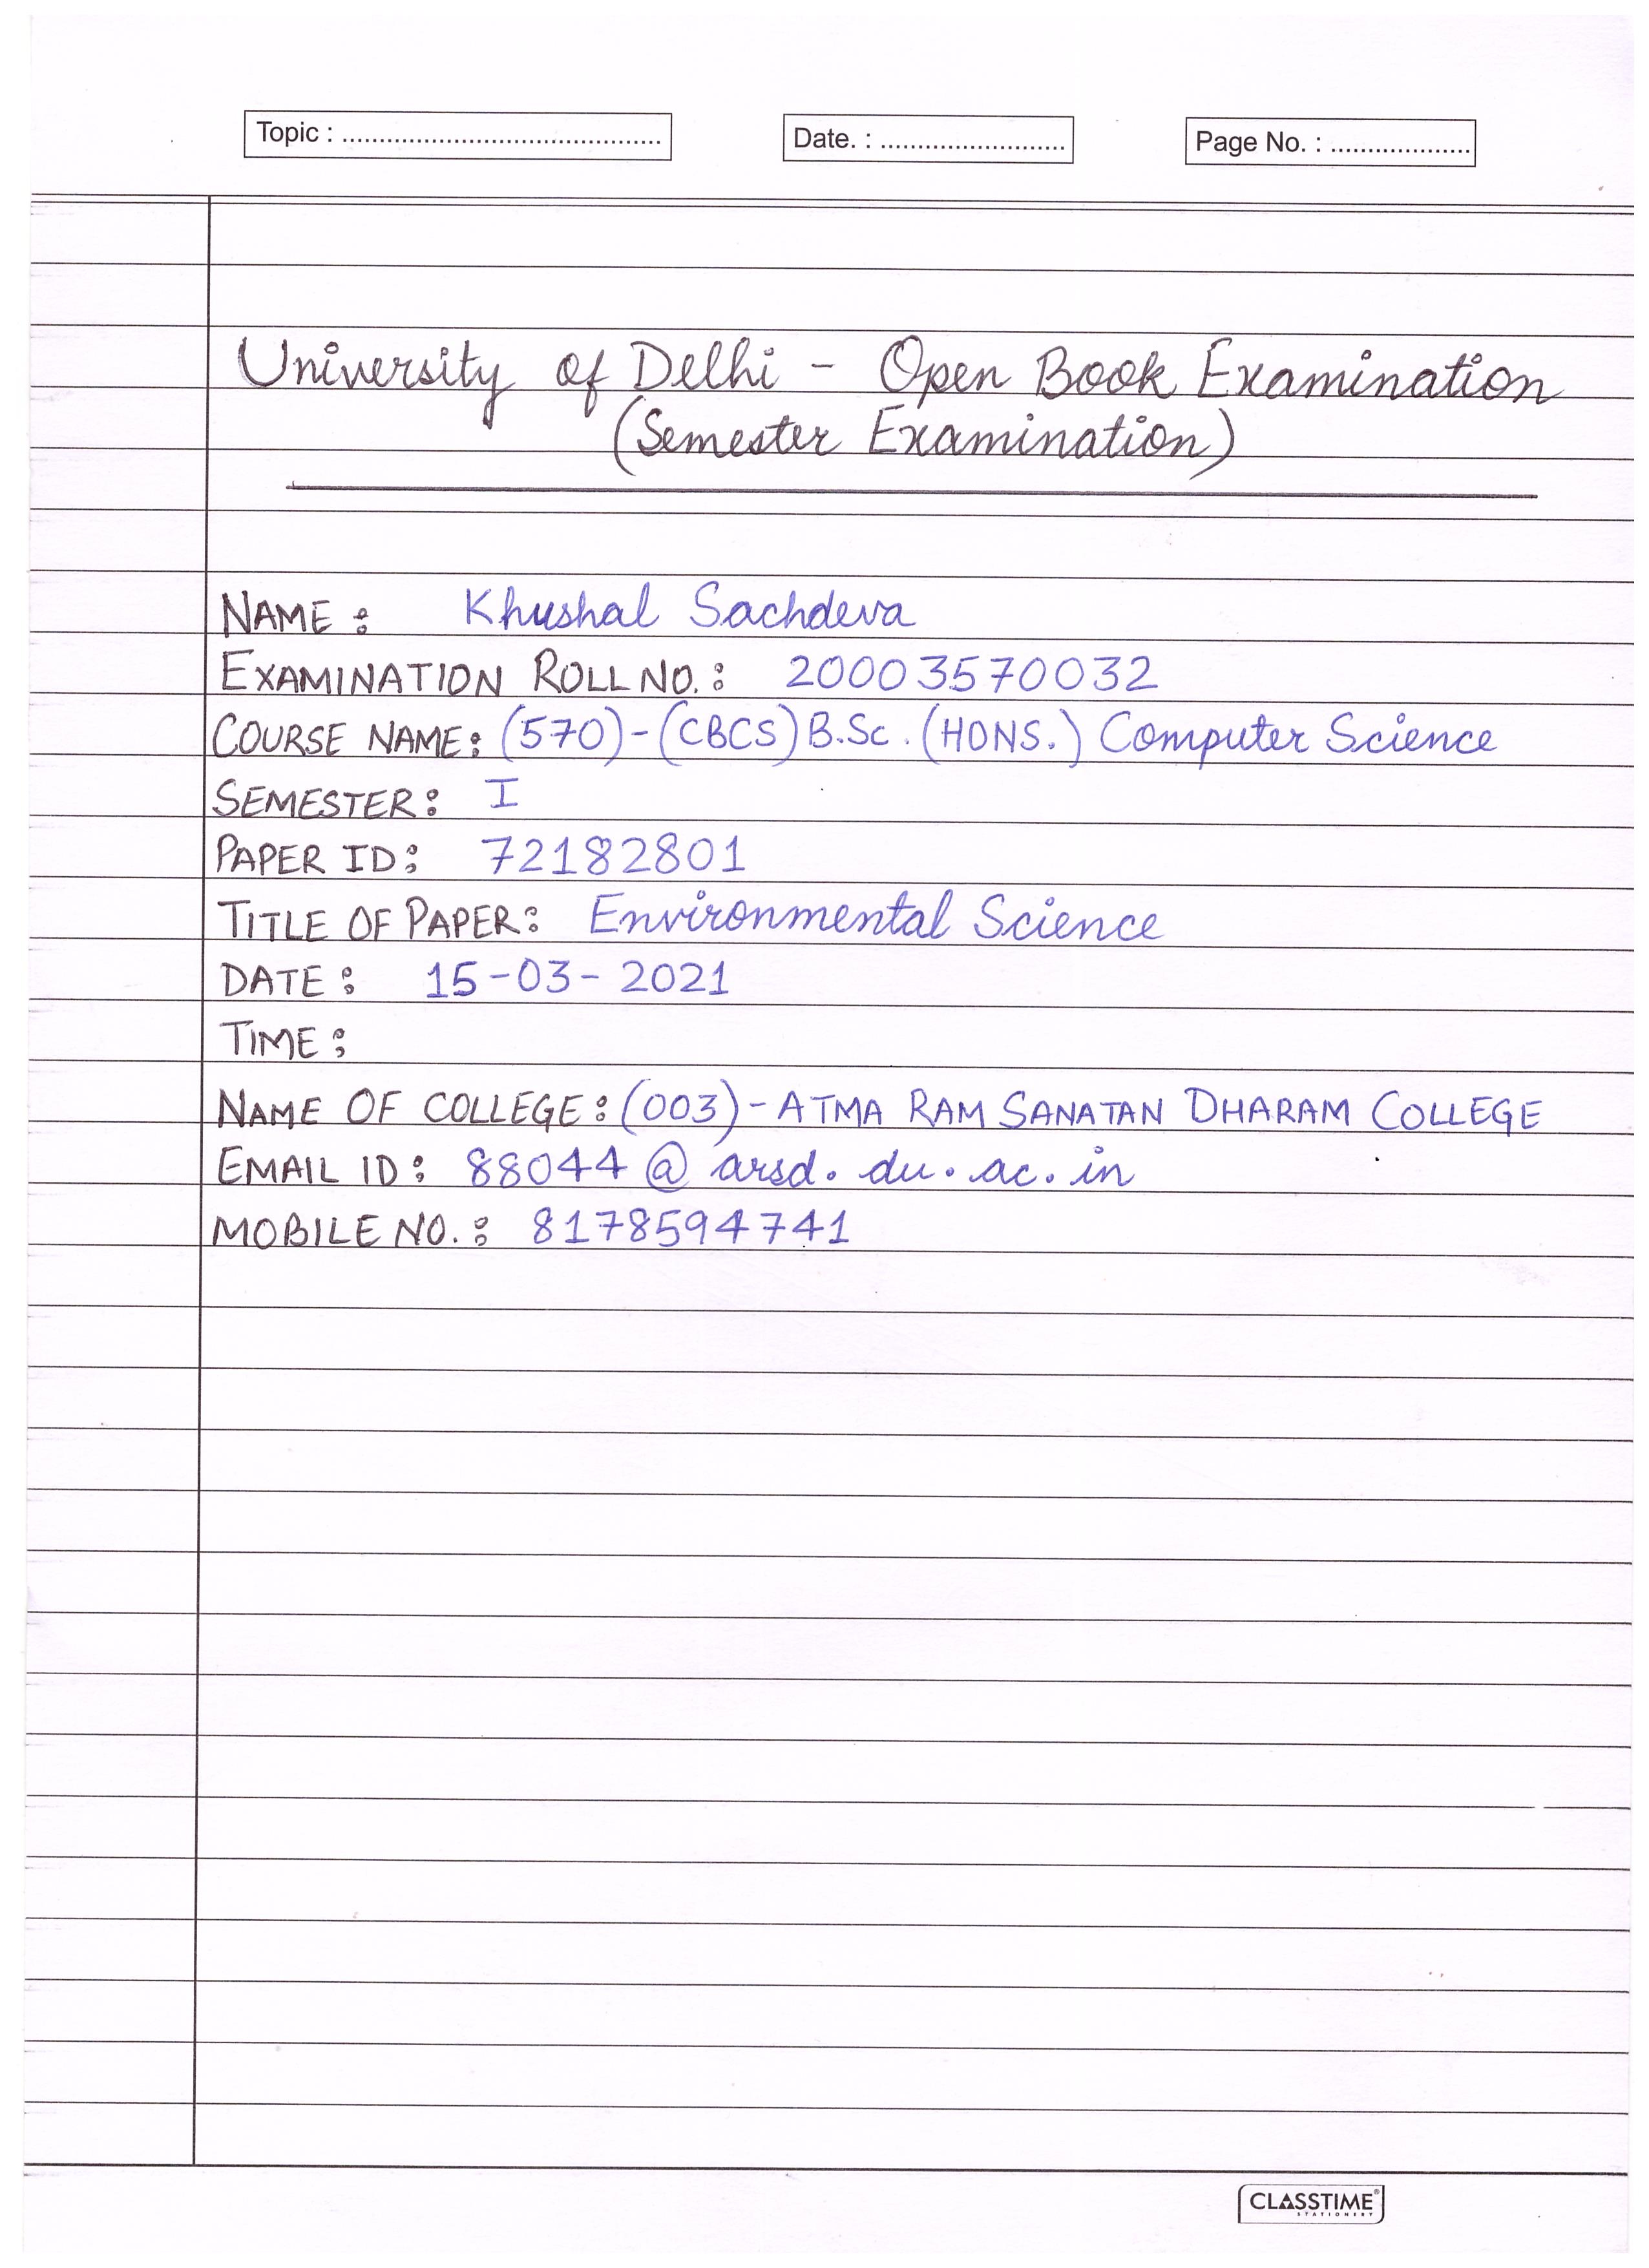 Topic : ..........................................
Date. : .........................
Page No. : ...................
University of Delhi - Open Book Examination
(Semester Examination)
NAME : Khushal Sachdeva
EXAMINATION ROLL NO. : 20003570032
COURSE NAME: (570)-(CBCS) B.Sc. (HONS.) Computer Science
SEMESTER: I
PAPER ID: 72182801
TITLE OF PAPER: Environmental Science
DATE : 15-03-2021
TIME :
NAME OF COLLEGE: (003)-ATMA RAM SANATAN DHARAM COLLEGE
EMAIL ID: 88044@arsd.du.ac.in
MOBILE NO. : 8178594741
CLASSTIME®
STATIONERY